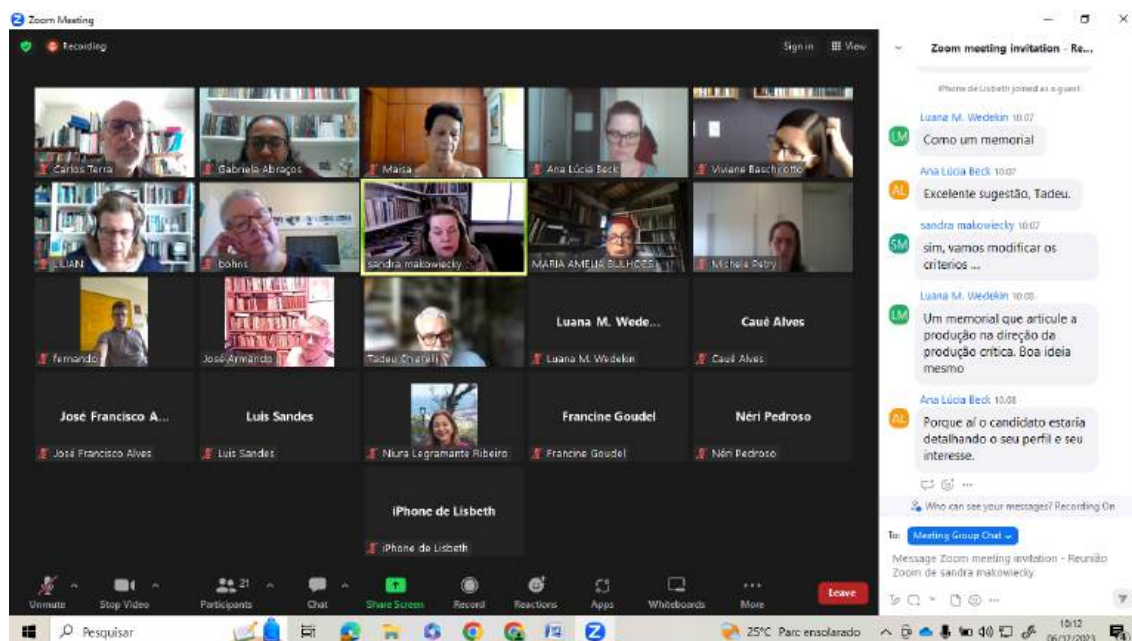 Zoom Meeting
Recording
Sign in
View
Zoom meeting invitation - Re...
iPhone de Lisbeth joined as a guest
Carlos Terra
Gabriela Abraços
Maisa
Ana Lúcia Beck
Viviane Baschirotto
LILIAN
bohns
sandra makowiecky
MARIA AMELIA BULHOES
Michela Petry
fernando
José Armando
Tadeu Chiarelli
Luana M. Wede...
Luana M. Wedekin
Cauê Alves
Cauê Alves
José Francisco A...
José Francisco Alves
Luis Sandes
Luis Sandes
Niura Legramante Ribeiro
Francine Goudel
Francine Goudel
Néri Pedroso
Néri Pedroso
iPhone de Lisbeth
iPhone de Lisbeth
Luana M. Wedekin 10:07
LM
Como um memorial
Ana Lúcia Beck 10:07
AL
Excelente sugestão, Tadeu.
sandra makowiecky 10:07
SM
sim, vamos modificar os
criterios ...
Luana M. Wedekin 10:08
LM
Um memorial que articule a
produção na direção da
produção crítica. Boa ideia
mesmo
Ana Lúcia Beck 10:08
AL
Porque aí o candidato estaria
detalhando o seu perfil e seu
interesse.
Who can see your messages? Recording On
To: Meeting Group Chat
Message Zoom meeting invitation - Reunião
Zoom de sandra makowiecky
Unmute
Stop Video
21
Participants
Chat
Share Screen
Record
Reactions
Apps
Whiteboards
More
Leave
Pesquisar
25°C Parc ensolarado
10:12
06/12/2023